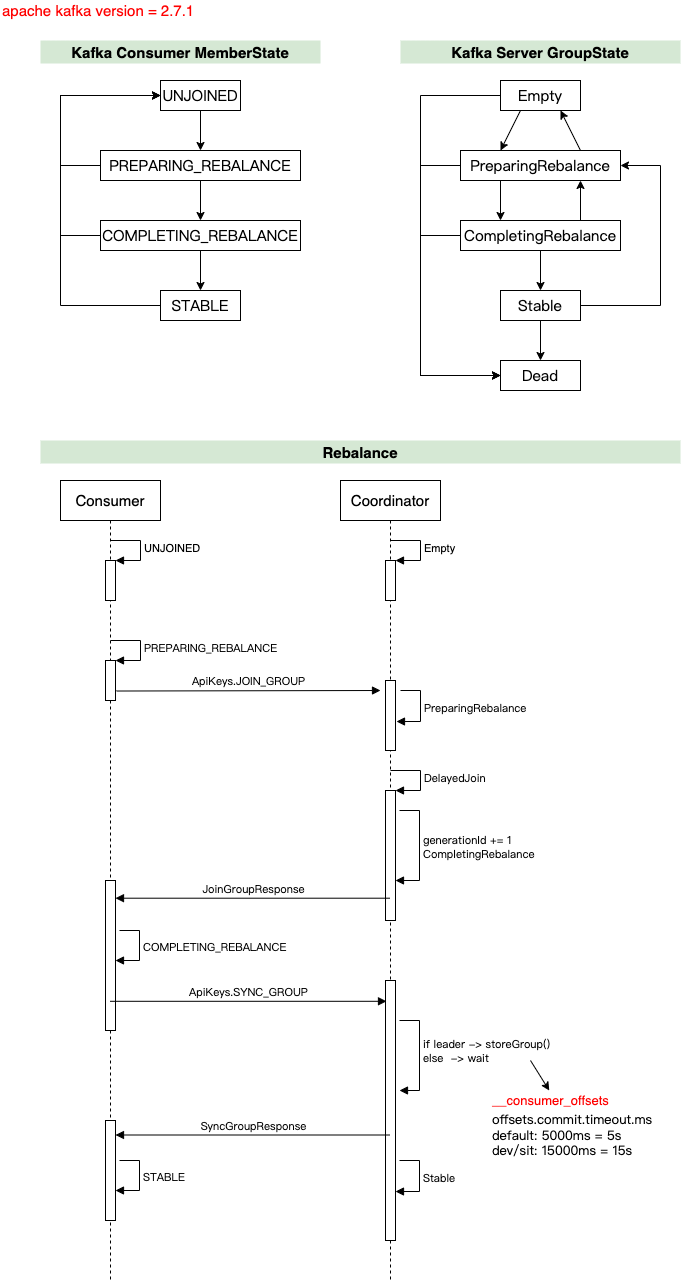 apache kafka version = 2.7.1
Kafka Consumer MemberState
Kafka Server GroupState
UNJOINED
PREPARING_REBALANCE
COMPLETING_REBALANCE
STABLE
Empty
PreparingRebalance
CompletingRebalance
Stable
Dead
Rebalance
Consumer
Coordinator
UNJOINED
Empty
PREPARING_REBALANCE
ApiKeys.JOIN_GROUP
PreparingRebalance
DelayedJoin
generationId += 1
CompletingRebalance
JoinGroupResponse
COMPLETING_REBALANCE
ApiKeys.SYNC_GROUP
if leader -> storeGroup()
else -> wait
__consumer_offsets
offsets.commit.timeout.ms
default: 5000ms = 5s
dev/sit: 15000ms = 15s
SyncGroupResponse
STABLE
Stable